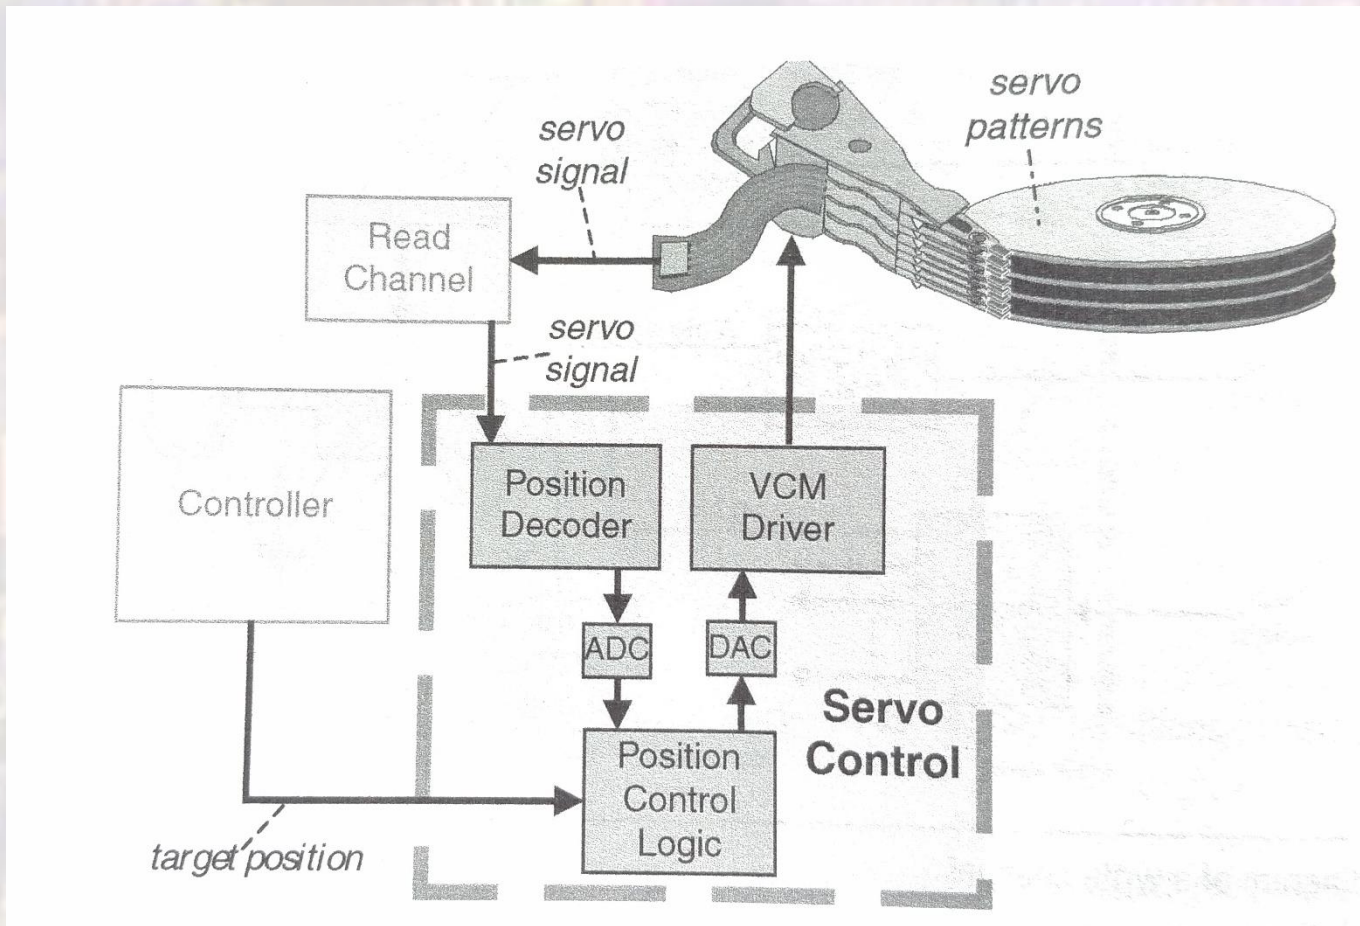 servo
patterns
servo
signal
Read
Channel
servo
signal
Controller
Position
Decoder
VCM
Driver
ADC
DAC
Servo
Control
Position
Control
Logic
target position